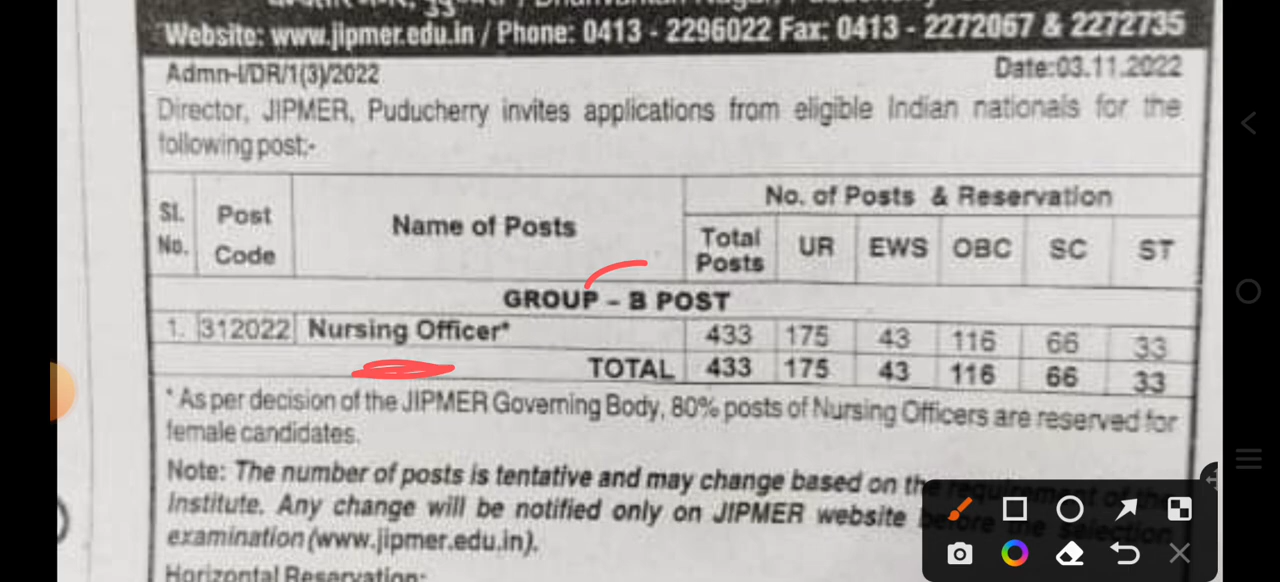 Website: www.jipmer.edu.in / Phone: 0413 - 2296022 Fax: 0413 - 2272067 & 2272735
Admn-I/DR/1(3)/2022 Date:03.11.2022
Director, JIPMER, Puducherry invites applications from eligible Indian nationals for the
following post:-
Sl. No. Post Code Name of Posts No. of Posts & Reservation
Total Posts UR EWS OBC SC ST
GROUP - B POST
1. 312022 Nursing Officer* 433 175 43 116 66 33
TOTAL 433 175 43 116 66 33
* As per decision of the JIPMER Governing Body, 80% posts of Nursing Officers are reserved for
female candidates.
Note: The number of posts is tentative and may change based on the requirement of the
Institute. Any change will be notified only on JIPMER website before the selection
examination (www.jipmer.edu.in).
Horizontal Reservation: